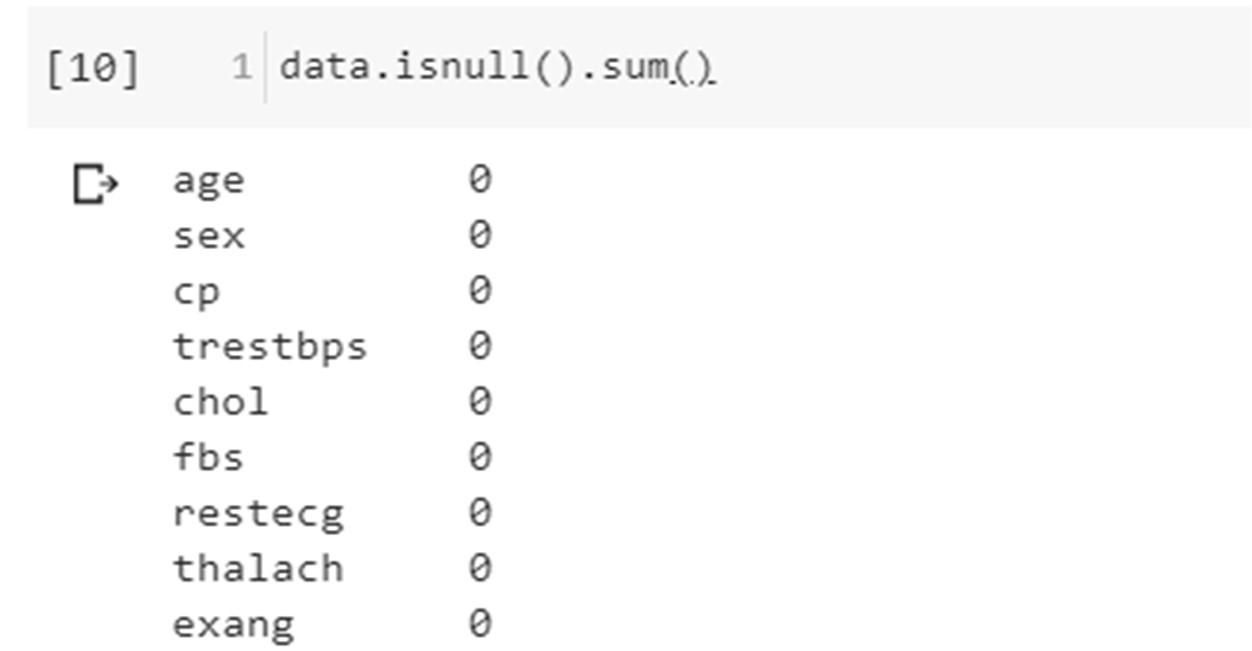 [10] 1 data.isnull().sum()
age 0
sex 0
cp 0
trestbps 0
chol 0
fbs 0
restecg 0
thalach 0
exang 0